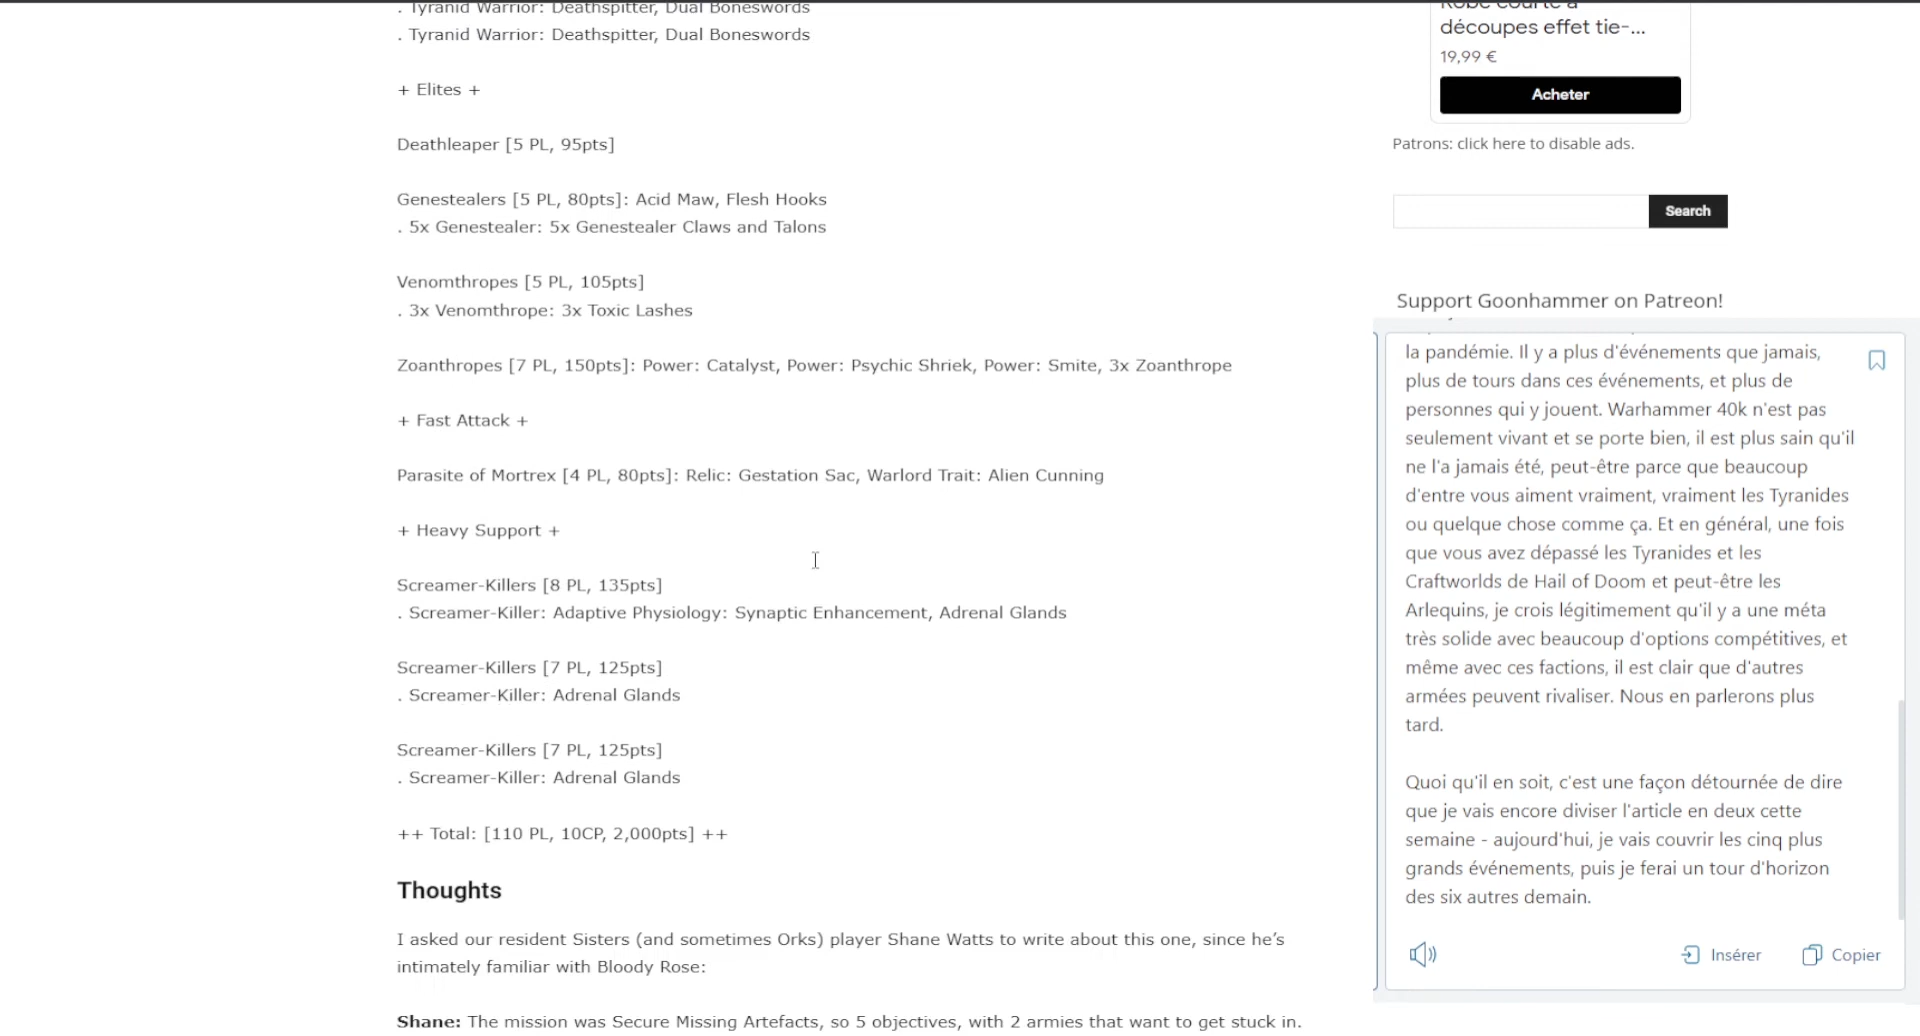 . Tyranid Warrior: Deathspitter, Dual Boneswords
. Tyranid Warrior: Deathspitter, Dual Boneswords
+ Elites +
Deathleaper [5 PL, 95pts]
Genestealers [5 PL, 80pts]: Acid Maw, Flesh Hooks
. 5x Genestealer: 5x Genestealer Claws and Talons
Venomthropes [5 PL, 105pts]
. 3x Venomthrope: 3x Toxic Lashes
Zoanthropes [7 PL, 150pts]: Power: Catalyst, Power: Psychic Shriek, Power: Smite, 3x Zoanthrope
+ Fast Attack +
Parasite of Mortrex [4 PL, 80pts]: Relic: Gestation Sac, Warlord Trait: Alien Cunning
+ Heavy Support +
Screamer-Killers [8 PL, 135pts]
. Screamer-Killer: Adaptive Physiology: Synaptic Enhancement, Adrenal Glands
Screamer-Killers [7 PL, 125pts]
. Screamer-Killer: Adrenal Glands
Screamer-Killers [7 PL, 125pts]
. Screamer-Killer: Adrenal Glands
++ Total: [110 PL, 10CP, 2,000pts] ++
Thoughts
I asked our resident Sisters (and sometimes Orks) player Shane Watts to write about this one, since he's
intimately familiar with Bloody Rose:
Shane: The mission was Secure Missing Artefacts, so 5 objectives, with 2 armies that want to get stuck in.
Robe courte à
découpes effet tie-...
19,99 €
Acheter
Patrons: click here to disable ads.
Search
Support Goonhammer on Patreon!
la pandémie. Il y a plus d'événements que jamais,
plus de tours dans ces événements, et plus de
personnes qui y jouent. Warhammer 40k n'est pas
seulement vivant et se porte bien, il est plus sain qu'il
ne l'a jamais été, peut-être parce que beaucoup
d'entre vous aiment vraiment, vraiment les Tyranides
ou quelque chose comme ça. Et en général, une fois
que vous avez dépassé les Tyranides et les
Craftworlds de Hail of Doom et peut-être les
Arlequins, je crois légitimement qu'il y a une méta
très solide avec beaucoup d'options compétitives, et
même avec ces factions, il est clair que d'autres
armées peuvent rivaliser. Nous en parlerons plus
tard.
Quoi qu'il en soit, c'est une façon détournée de dire
que je vais encore diviser l'article en deux cette
semaine - aujourd'hui, je vais couvrir les cinq plus
grands événements, puis je ferai un tour d'horizon
des six autres demain.
Insérer
Copier